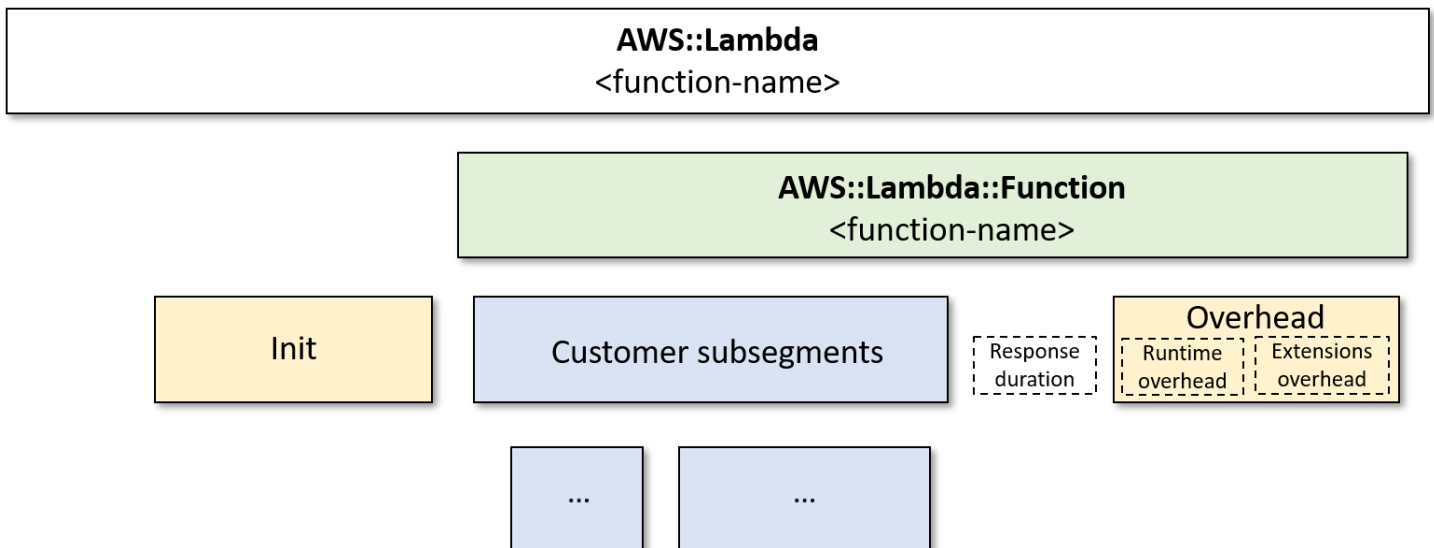 AWS::Lambda
<function-name>
AWS::Lambda::Function
<function-name>
Init
Customer subsegments
Response
duration
Overhead
Runtime
overhead
Extensions
overhead
...
...